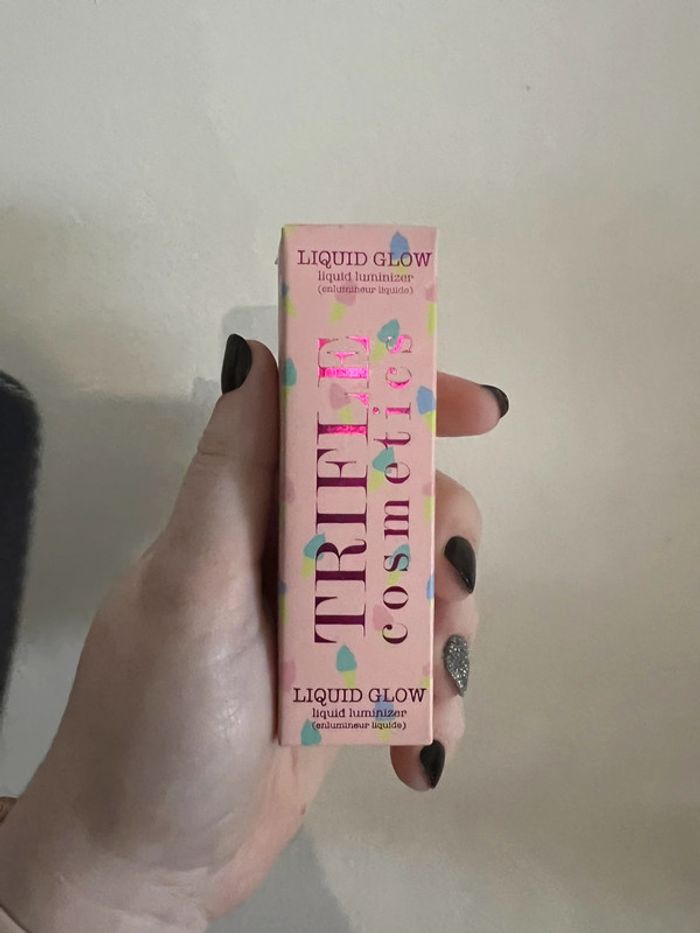 LIQUID GLOW
liquid luminizer
(enlumineur liquide)
TRIFLE
cosmetics
LIQUID GLOW
liquid luminizer
(enlumineur liquide)